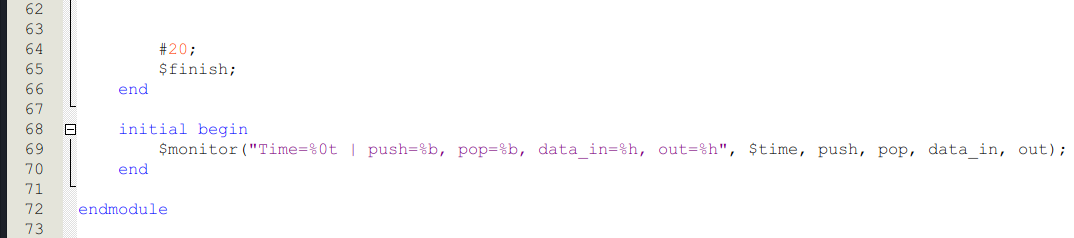 62
63
64 #20;
65 $finish;
66 end
67
68 initial begin
69 $monitor("Time=%0t | push=%b, pop=%b, data_in=%h, out=%h", $time, push, pop, data_in, out);
70 end
71
72 endmodule
73